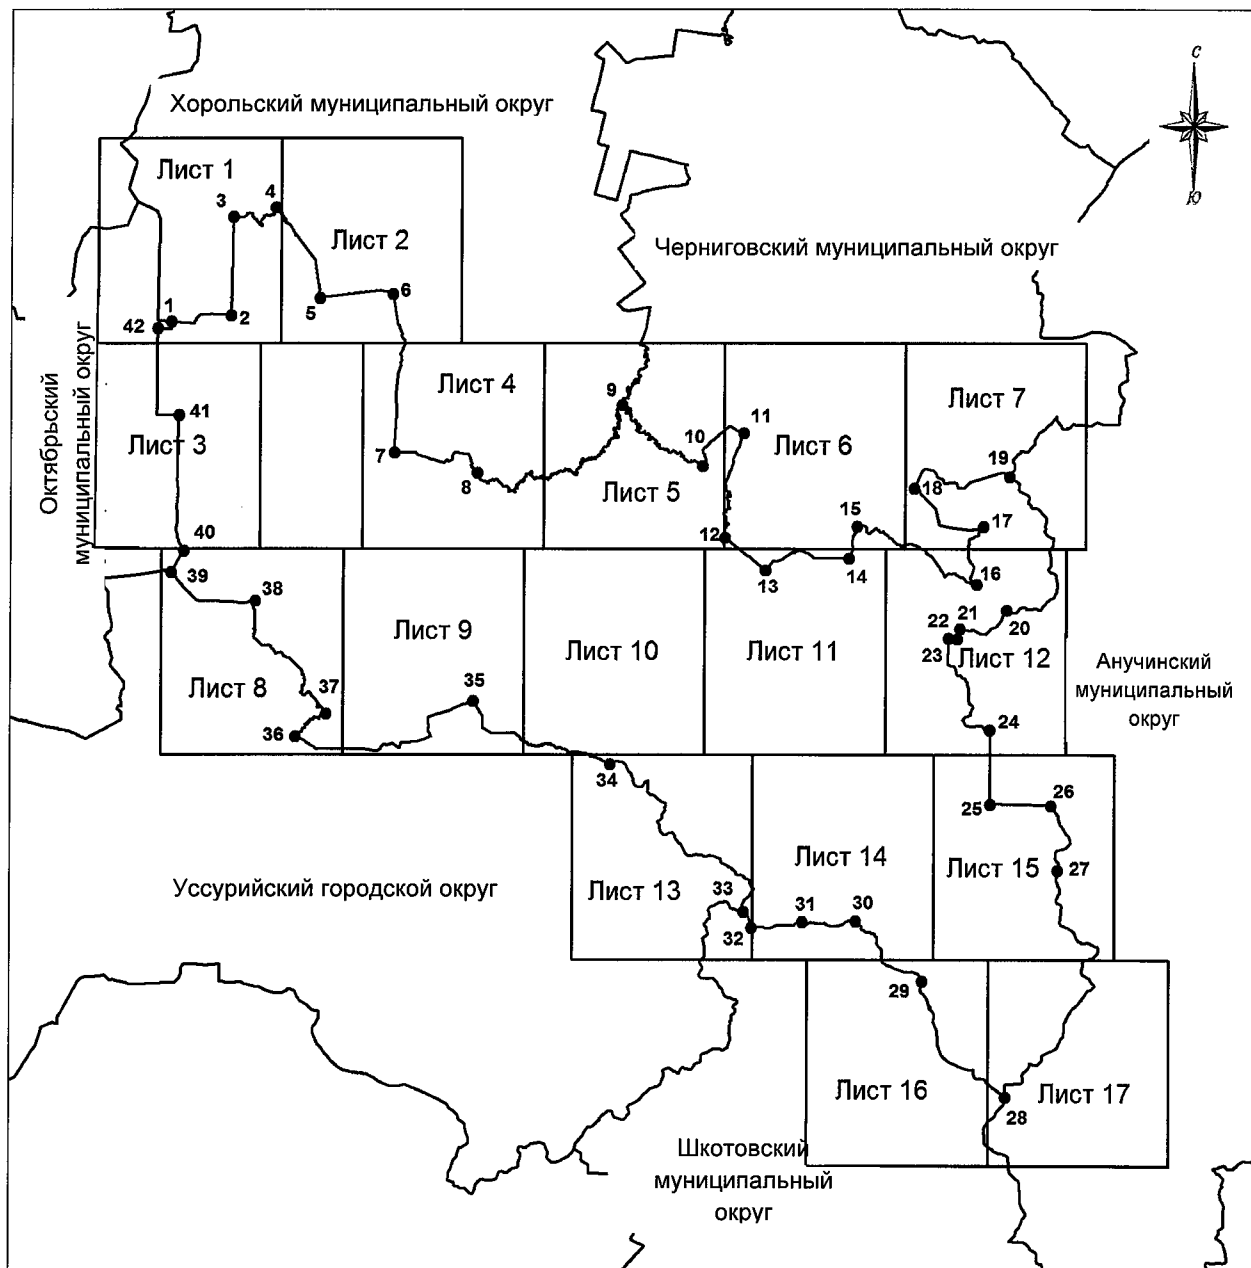 С
Хорольский муниципальный округ
Лист 1
4
3
Ю
Лист 2
Черниговский муниципальный округ
6
5
1
2
42
Октябрьский
муниципальный округ
Лист 4
9
Лист 7
41
11
Лист 3
10
Лист 6
7
19
8
Лист 5
18
15
17
12
40
14
39
13
16
38
21
20
Лист 9
22
Лист 10
Лист 11
23
Лист 12
Анучинский
муниципальный
округ
Лист 8
37
35
24
36
34
26
25
Лист 14
Лист 15
27
Уссурийский городской округ
Лист 13
33
31
30
32
29
Лист 16
Лист 17
28
Шкотовский
муниципальный
округ